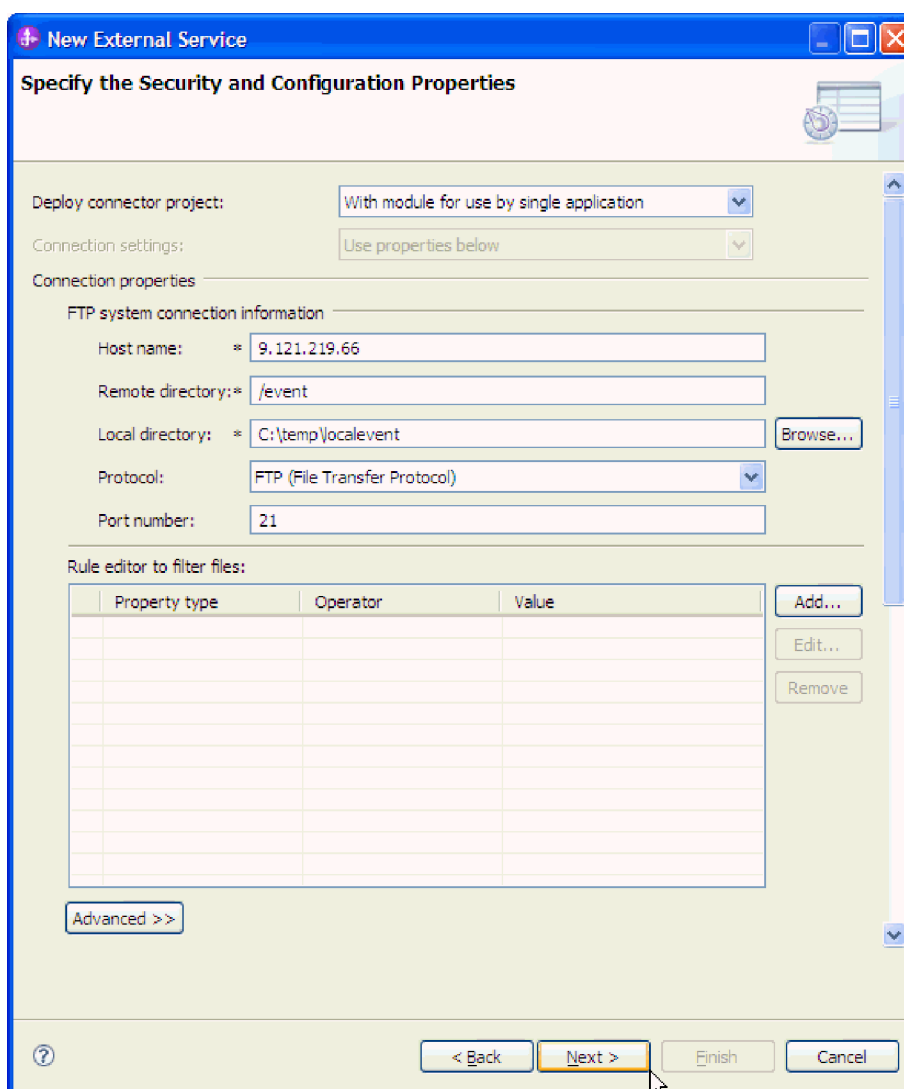 New External Service
Specify the Security and Configuration Properties
Deploy connector project: With module for use by single application
Connection settings: Use properties below
Connection properties
FTP system connection information
Host name: * 9.121.219.66
Remote directory:* /event
Local directory: * C:\temp\localevent Browse...
Protocol: FTP (File Transfer Protocol)
Port number: 21
Rule editor to filter files:
Property type Operator Value Add...
Edit...
Remove
Advanced >>
? < Back Next > Finish Cancel